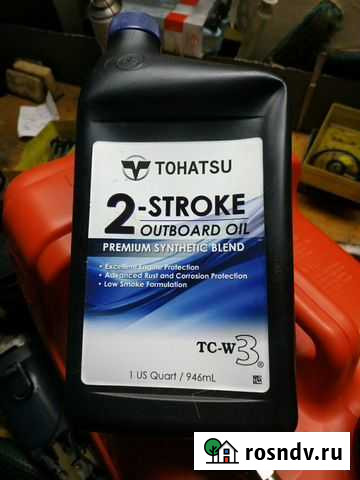 TOHATSU
2-STROKE
OUTBOARD OIL
PREMIUM SYNTHETIC BLEND
• Excellent Engine Protection
• Advanced Rust and Corrosion Protection
• Low Smoke Formulation
TC-W3®
1 US Quart / 946mL
rosndv.ru